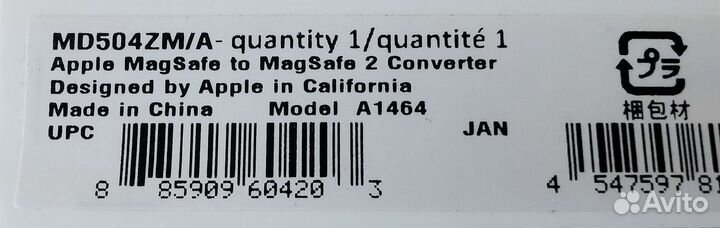 MD504ZM/A- quantity 1/quantité 1
Apple MagSafe to MagSafe 2 Converter
Designed by Apple in California
Made in China Model A1464
UPC JAN
プラ
梱包材
8 85909 60420 3
4 547597 81
Avito